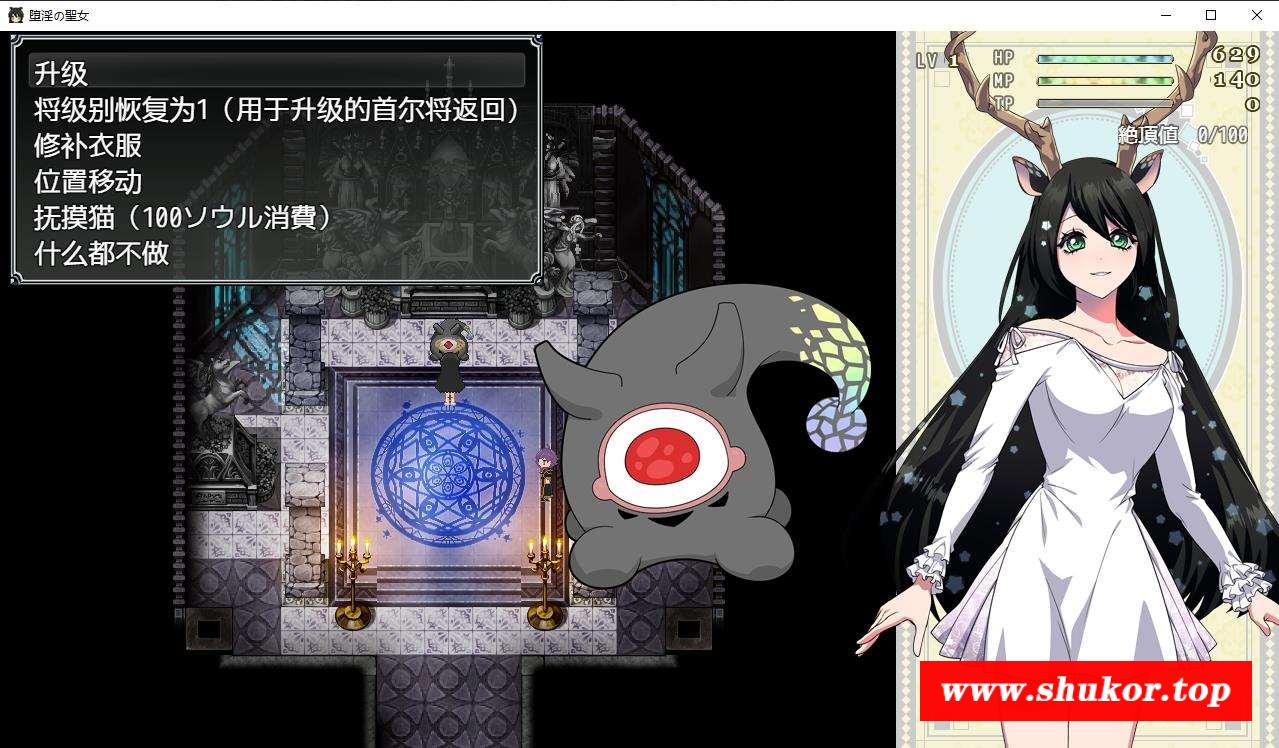 堕淫の聖女
升级
将级别恢复为1（用于升级的首尔将返回）
修补衣服
位置移动
抚摸猫（100ソウル消費）
什么都不做
LV 1
HP 629
MP 140
TP 0
絶頂値 0/100
www.shukor.top